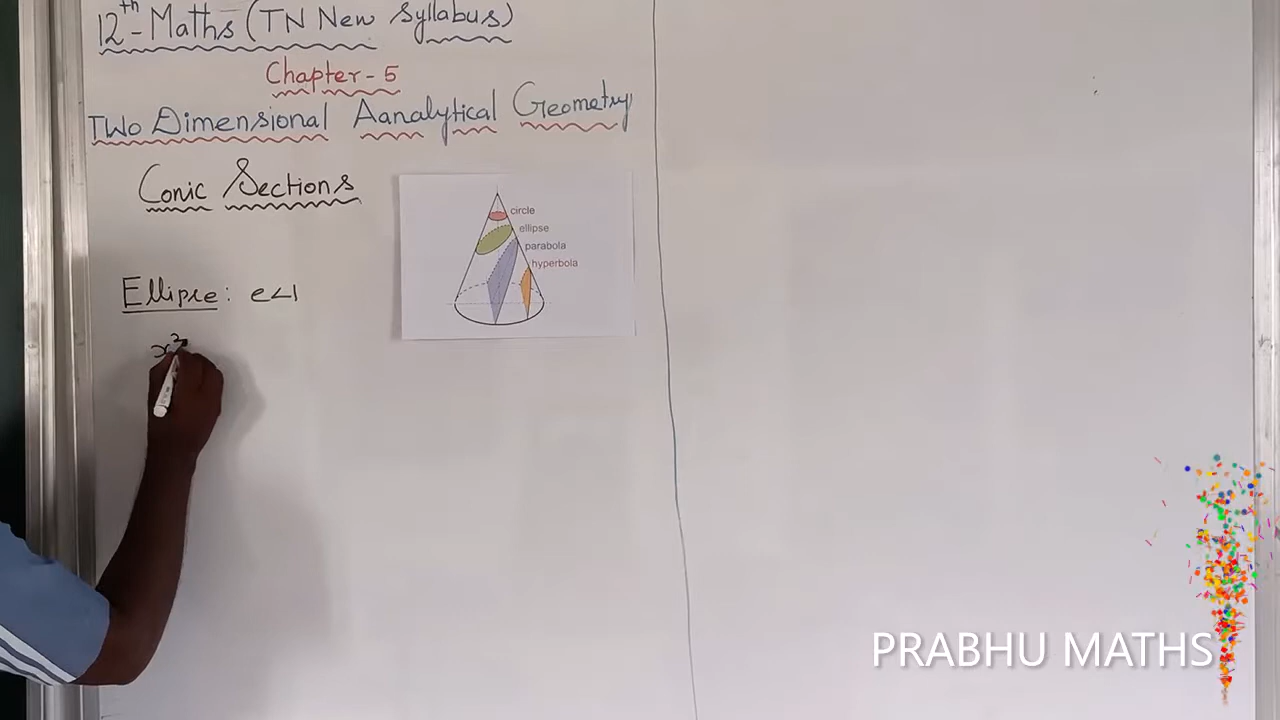 12th - Maths (TN New Syllabus)
Chapter - 5
TWO Dimensional Aanalytical Geometry
Conic Sections
circle
ellipse
parabola
hyperbola
Ellipse : e<1
x²
PRABHU MATHS